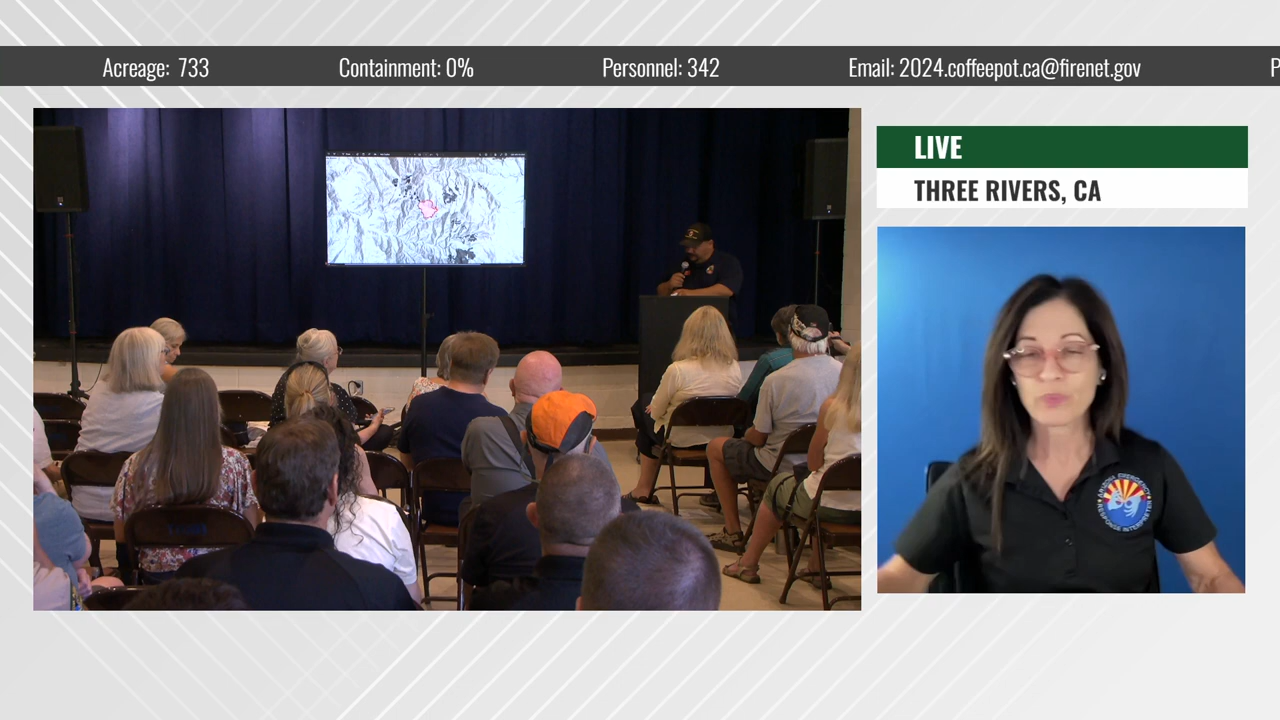 Acreage: 733 Containment: 0% Personnel: 342 Email: 2024.coffeepot.ca@firenet.gov P
LIVE
THREE RIVERS, CA